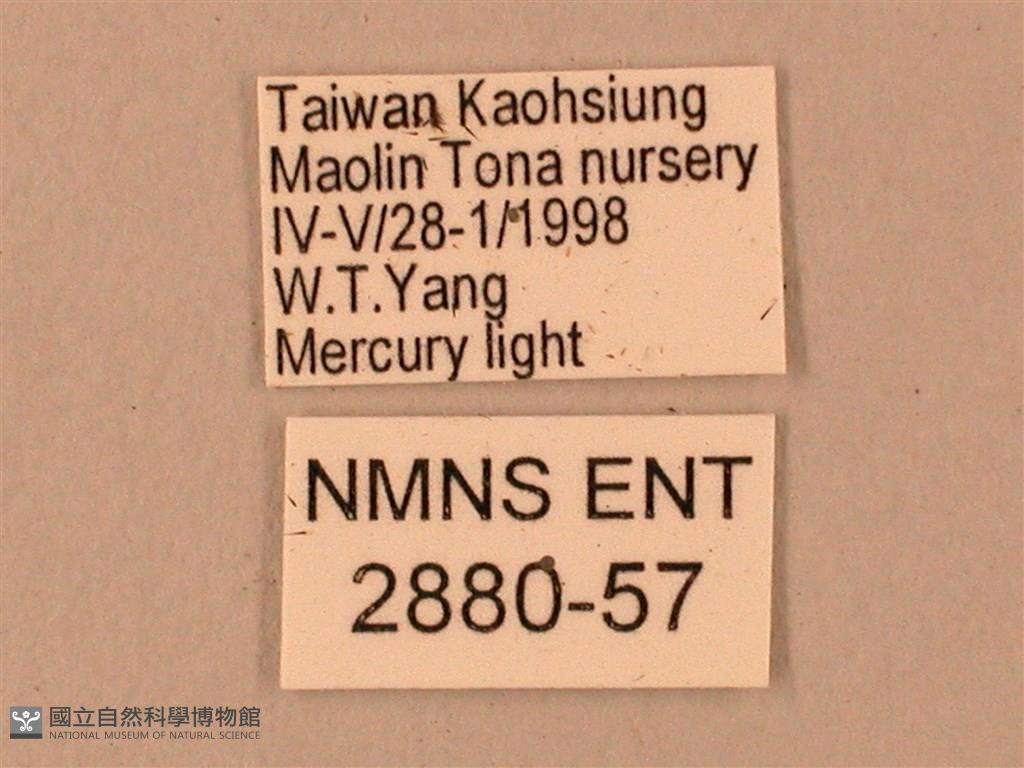 Taiwan Kaohsiung
Maolin Tona nursery
IV-V/28-1/1998
W.T.Yang
Mercury light
NMNS ENT
2880-57
國立自然科學博物館
NATIONAL MUSEUM OF NATURAL SCIENCE